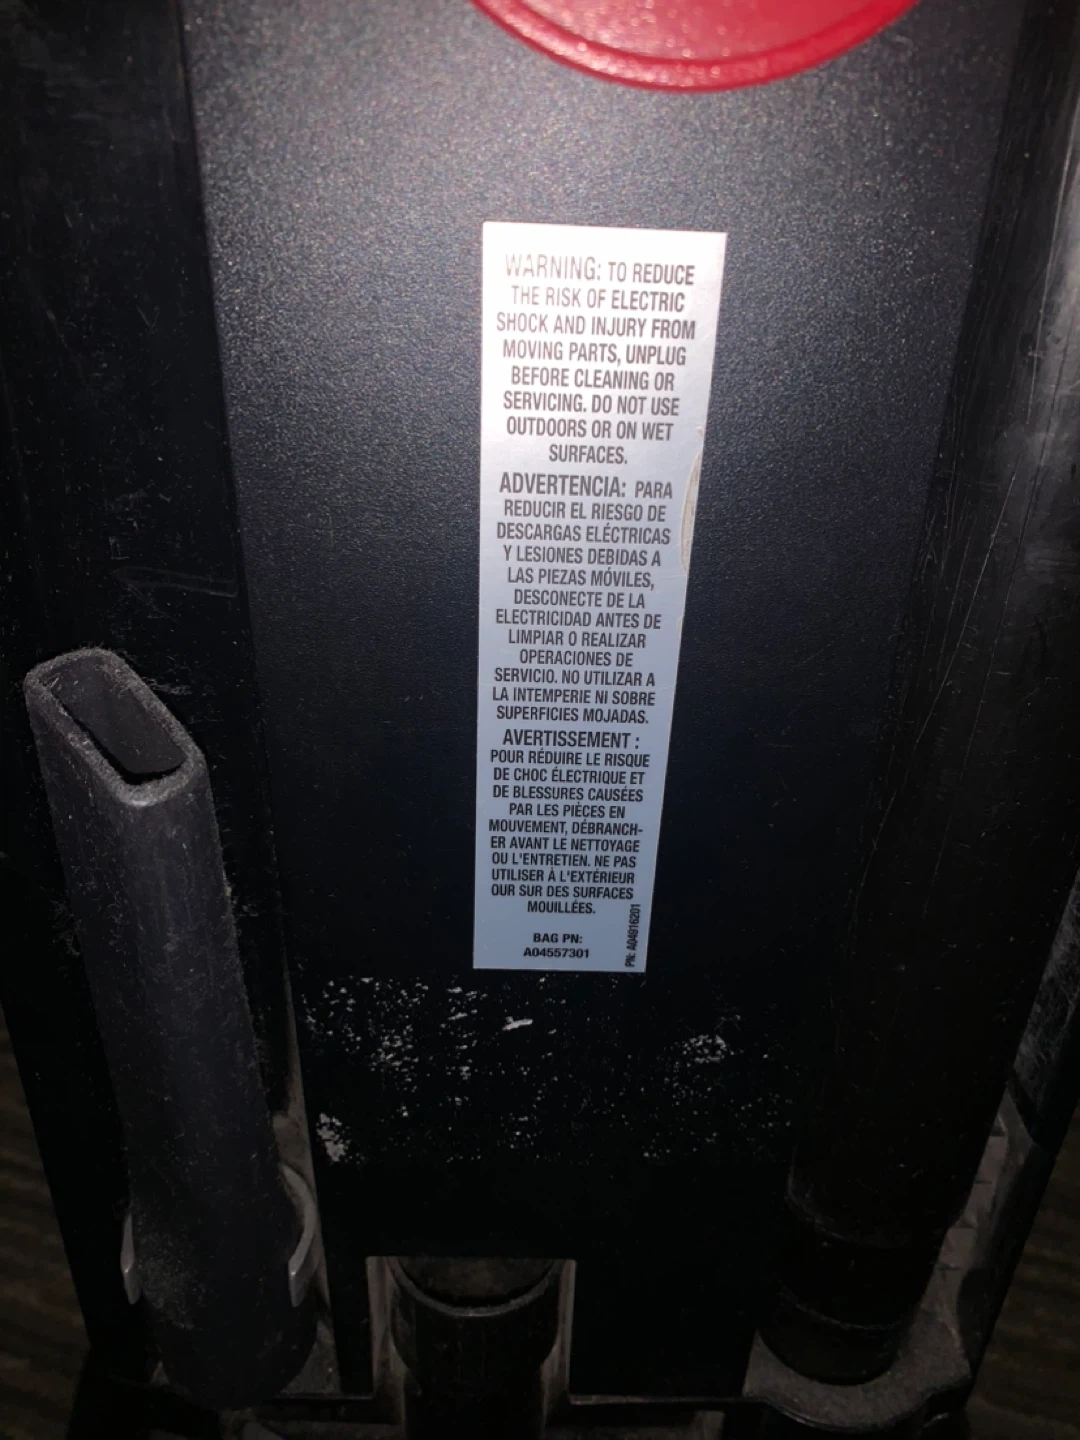 WARNING: TO REDUCE
THE RISK OF ELECTRIC
SHOCK AND INJURY FROM
MOVING PARTS, UNPLUG
BEFORE CLEANING OR
SERVICING. DO NOT USE
OUTDOORS OR ON WET
SURFACES.
ADVERTENCIA: PARA
REDUCIR EL RIESGO DE
DESCARGAS ELÉCTRICAS
Y LESIONES DEBIDAS A
LAS PIEZAS MÓVILES,
DESCONECTE DE LA
ELECTRICIDAD ANTES DE
LIMPIAR O REALIZAR
OPERACIONES DE
SERVICIO. NO UTILIZAR A
LA INTEMPERIE NI SOBRE
SUPERFICIES MOJADAS.
AVERTISSEMENT :
POUR RÉDUIRE LE RISQUE
DE CHOC ÉLECTRIQUE ET
DE BLESSURES CAUSÉES
PAR LES PIÈCES EN
MOUVEMENT, DÉBRANCH-
ER AVANT LE NETTOYAGE
OU L'ENTRETIEN. NE PAS
UTILISER À L'EXTÉRIEUR
OUR SUR DES SURFACES
MOUILLÉES.
BAG PN:
A04557301
PN: A04916201